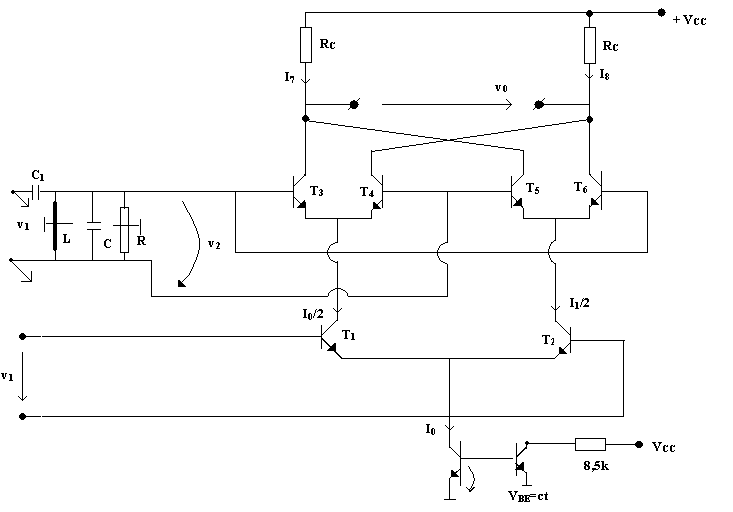 + Vcc
Rc
Rc
I7
I8
v0
C1
T3
T4
T5
T6
v1
L
C
R
v2
I0/2
I1/2
T1
T2
v1
I0
Vcc
8,5k
VBE=ct